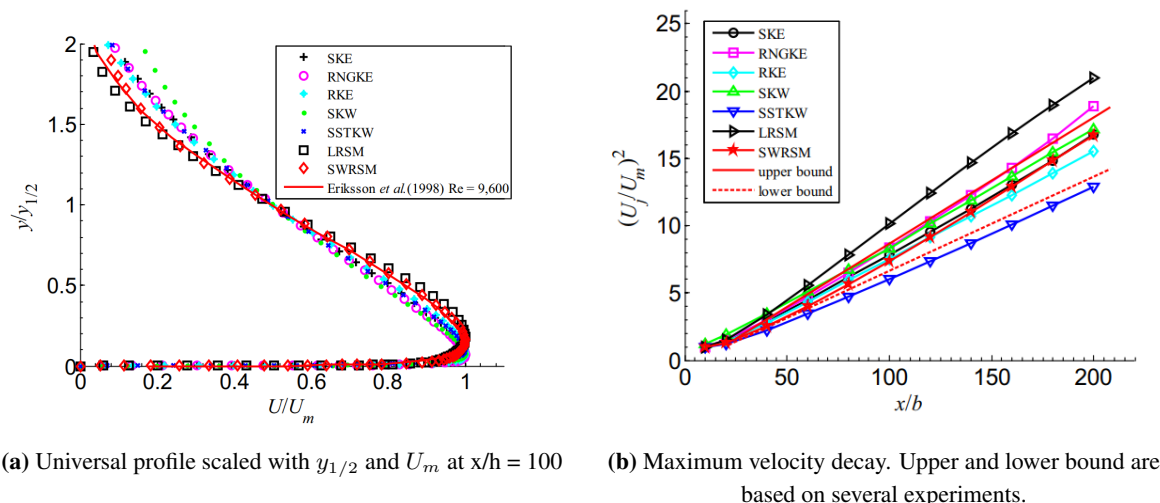 2
1.5
1
0.5
0
0
0.2
0.4
0.6
0.8
1
y/y1/2
U/Um
SKE
RNGKE
RKE
SKW
SSTKW
LRSM
SWRSM
Eriksson et al.(1998) Re = 9,600
25
20
15
10
5
0
0
50
100
150
200
(Uj/Um)2
x/b
SKE
RNGKE
RKE
SKW
SSTKW
LRSM
SWRSM
upper bound
lower bound
(a) Universal profile scaled with y1/2 and Um at x/h = 100
(b) Maximum velocity decay. Upper and lower bound are
based on several experiments.